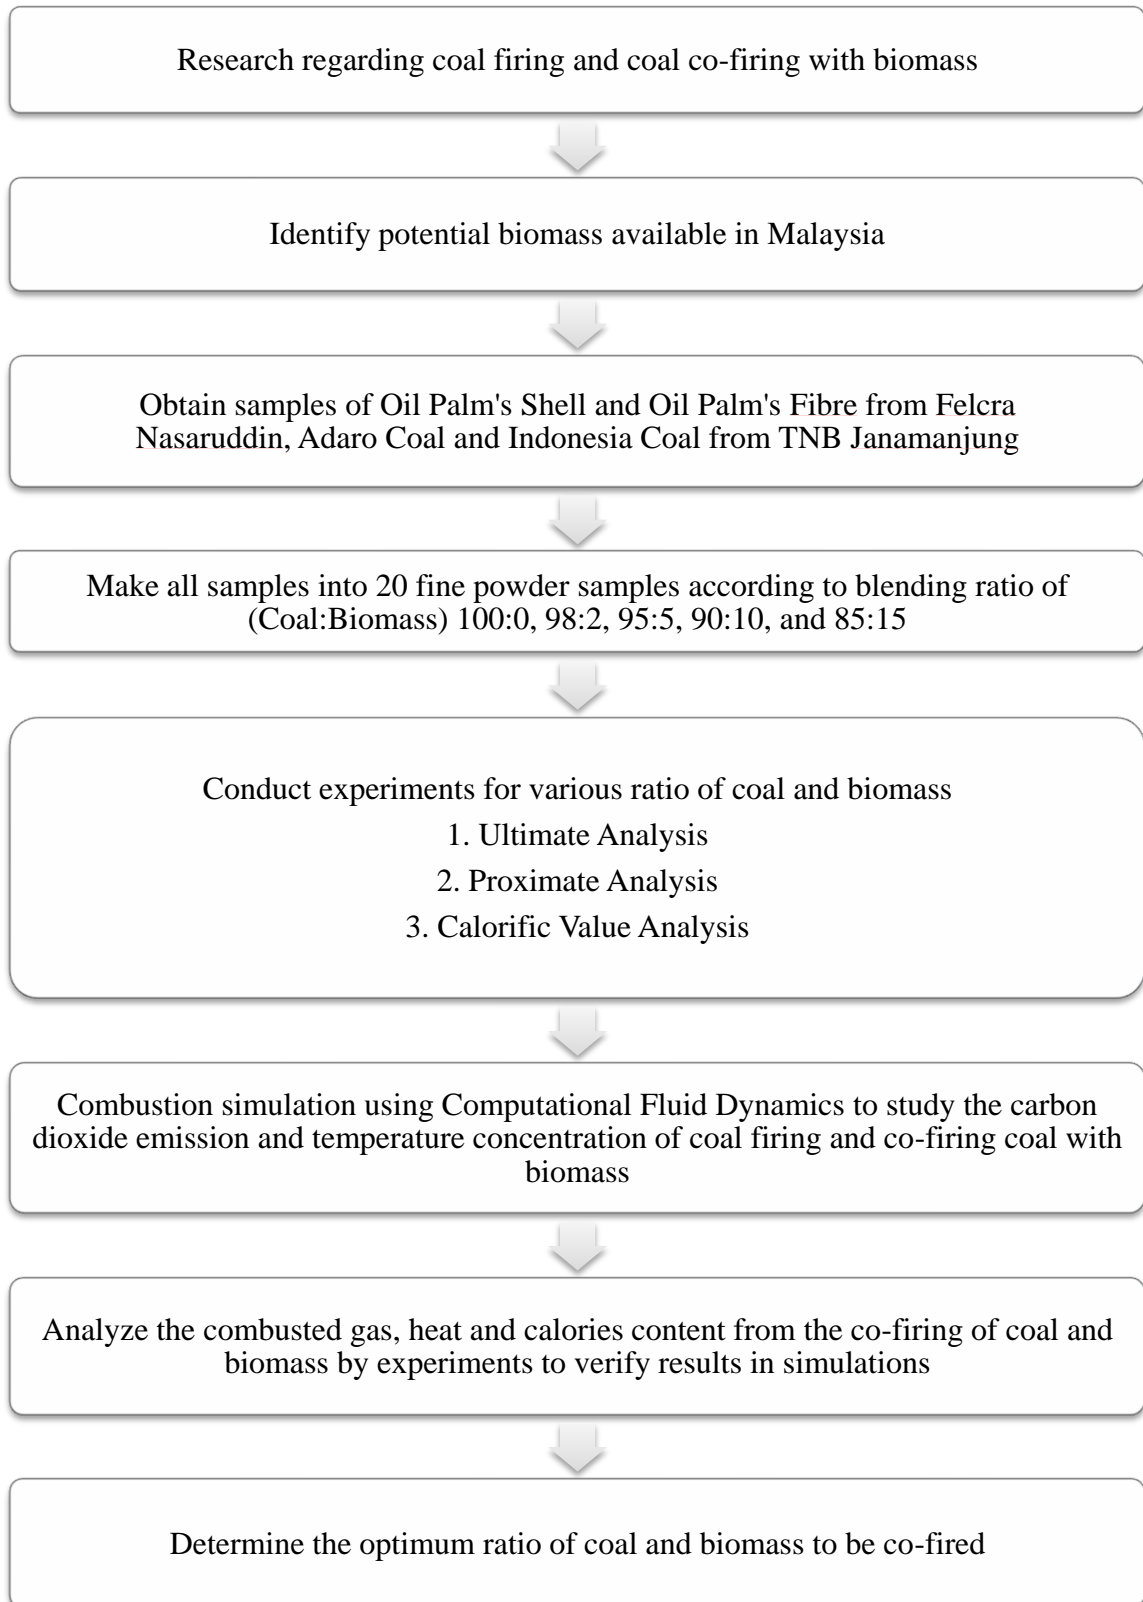 Research regarding coal firing and coal co-firing with biomass
Identify potential biomass available in Malaysia
Obtain samples of Oil Palm's Shell and Oil Palm's Fibre from Felcra
Nasaruddin, Adaro Coal and Indonesia Coal from TNB Janamanjung
Make all samples into 20 fine powder samples according to blending ratio of
(Coal:Biomass) 100:0, 98:2, 95:5, 90:10, and 85:15
Conduct experiments for various ratio of coal and biomass
1. Ultimate Analysis
2. Proximate Analysis
3. Calorific Value Analysis
Combustion simulation using Computational Fluid Dynamics to study the carbon
dioxide emission and temperature concentration of coal firing and co-firing coal with
biomass
Analyze the combusted gas, heat and calories content from the co-firing of coal and
biomass by experiments to verify results in simulations
Determine the optimum ratio of coal and biomass to be co-fired